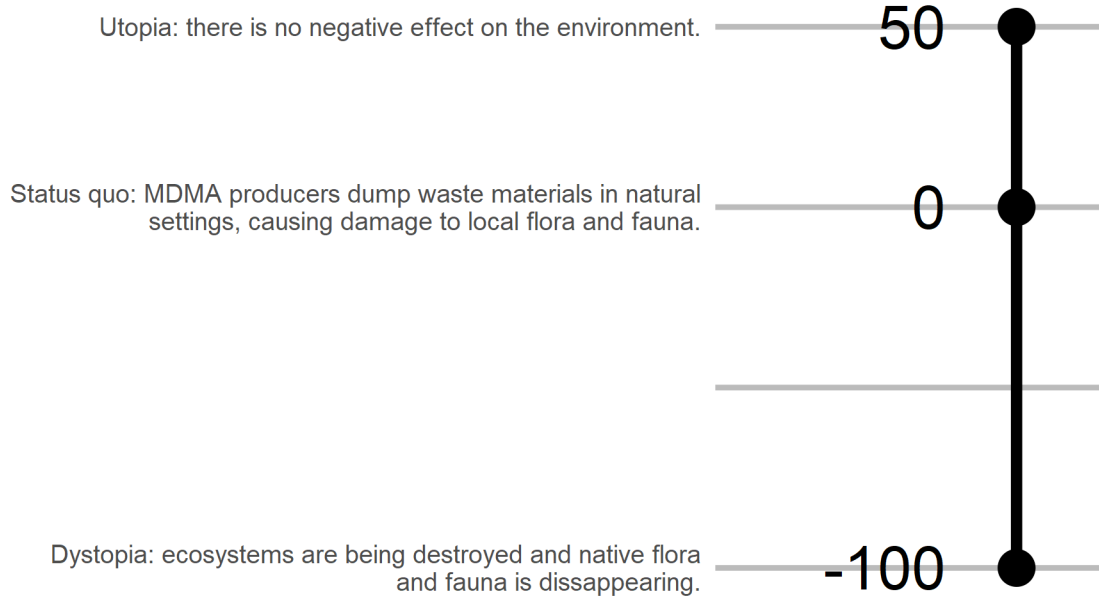 Utopia: there is no negative effect on the environment.
50
Status quo: MDMA producers dump waste materials in natural
settings, causing damage to local flora and fauna.
0
Dystopia: ecosystems are being destroyed and native flora
and fauna is dissappearing.
-100